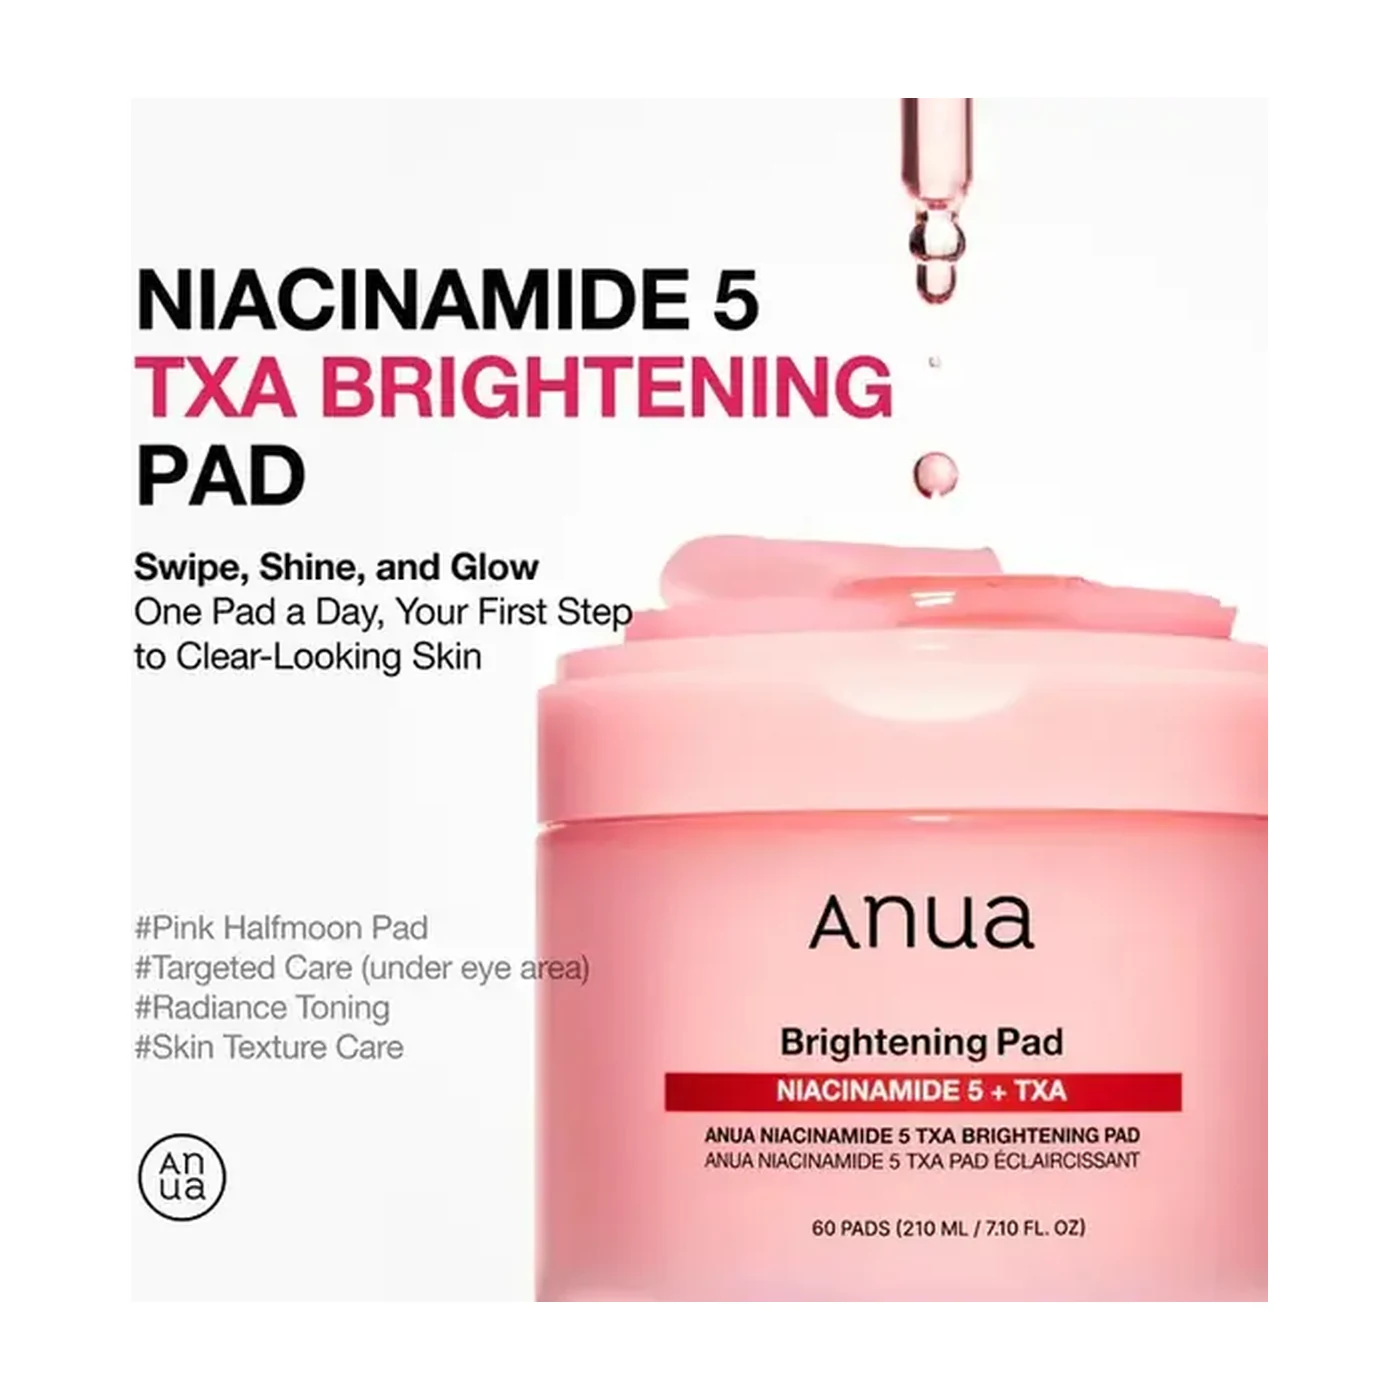 NIACINAMIDE 5
TXA BRIGHTENING
PAD
Swipe, Shine, and Glow
One Pad a Day, Your First Step
to Clear-Looking Skin
#Pink Halfmoon Pad
#Targeted Care (under eye area)
#Radiance Toning
#Skin Texture Care
An
ua
Anua
Brightening Pad
NIACINAMIDE 5 + TXA
ANUA NIACINAMIDE 5 TXA BRIGHTENING PAD
ANUA NIACINAMIDE 5 TXA PAD ÉCLAIRCISSANT
60 PADS (210 ML / 7.10 FL. OZ)